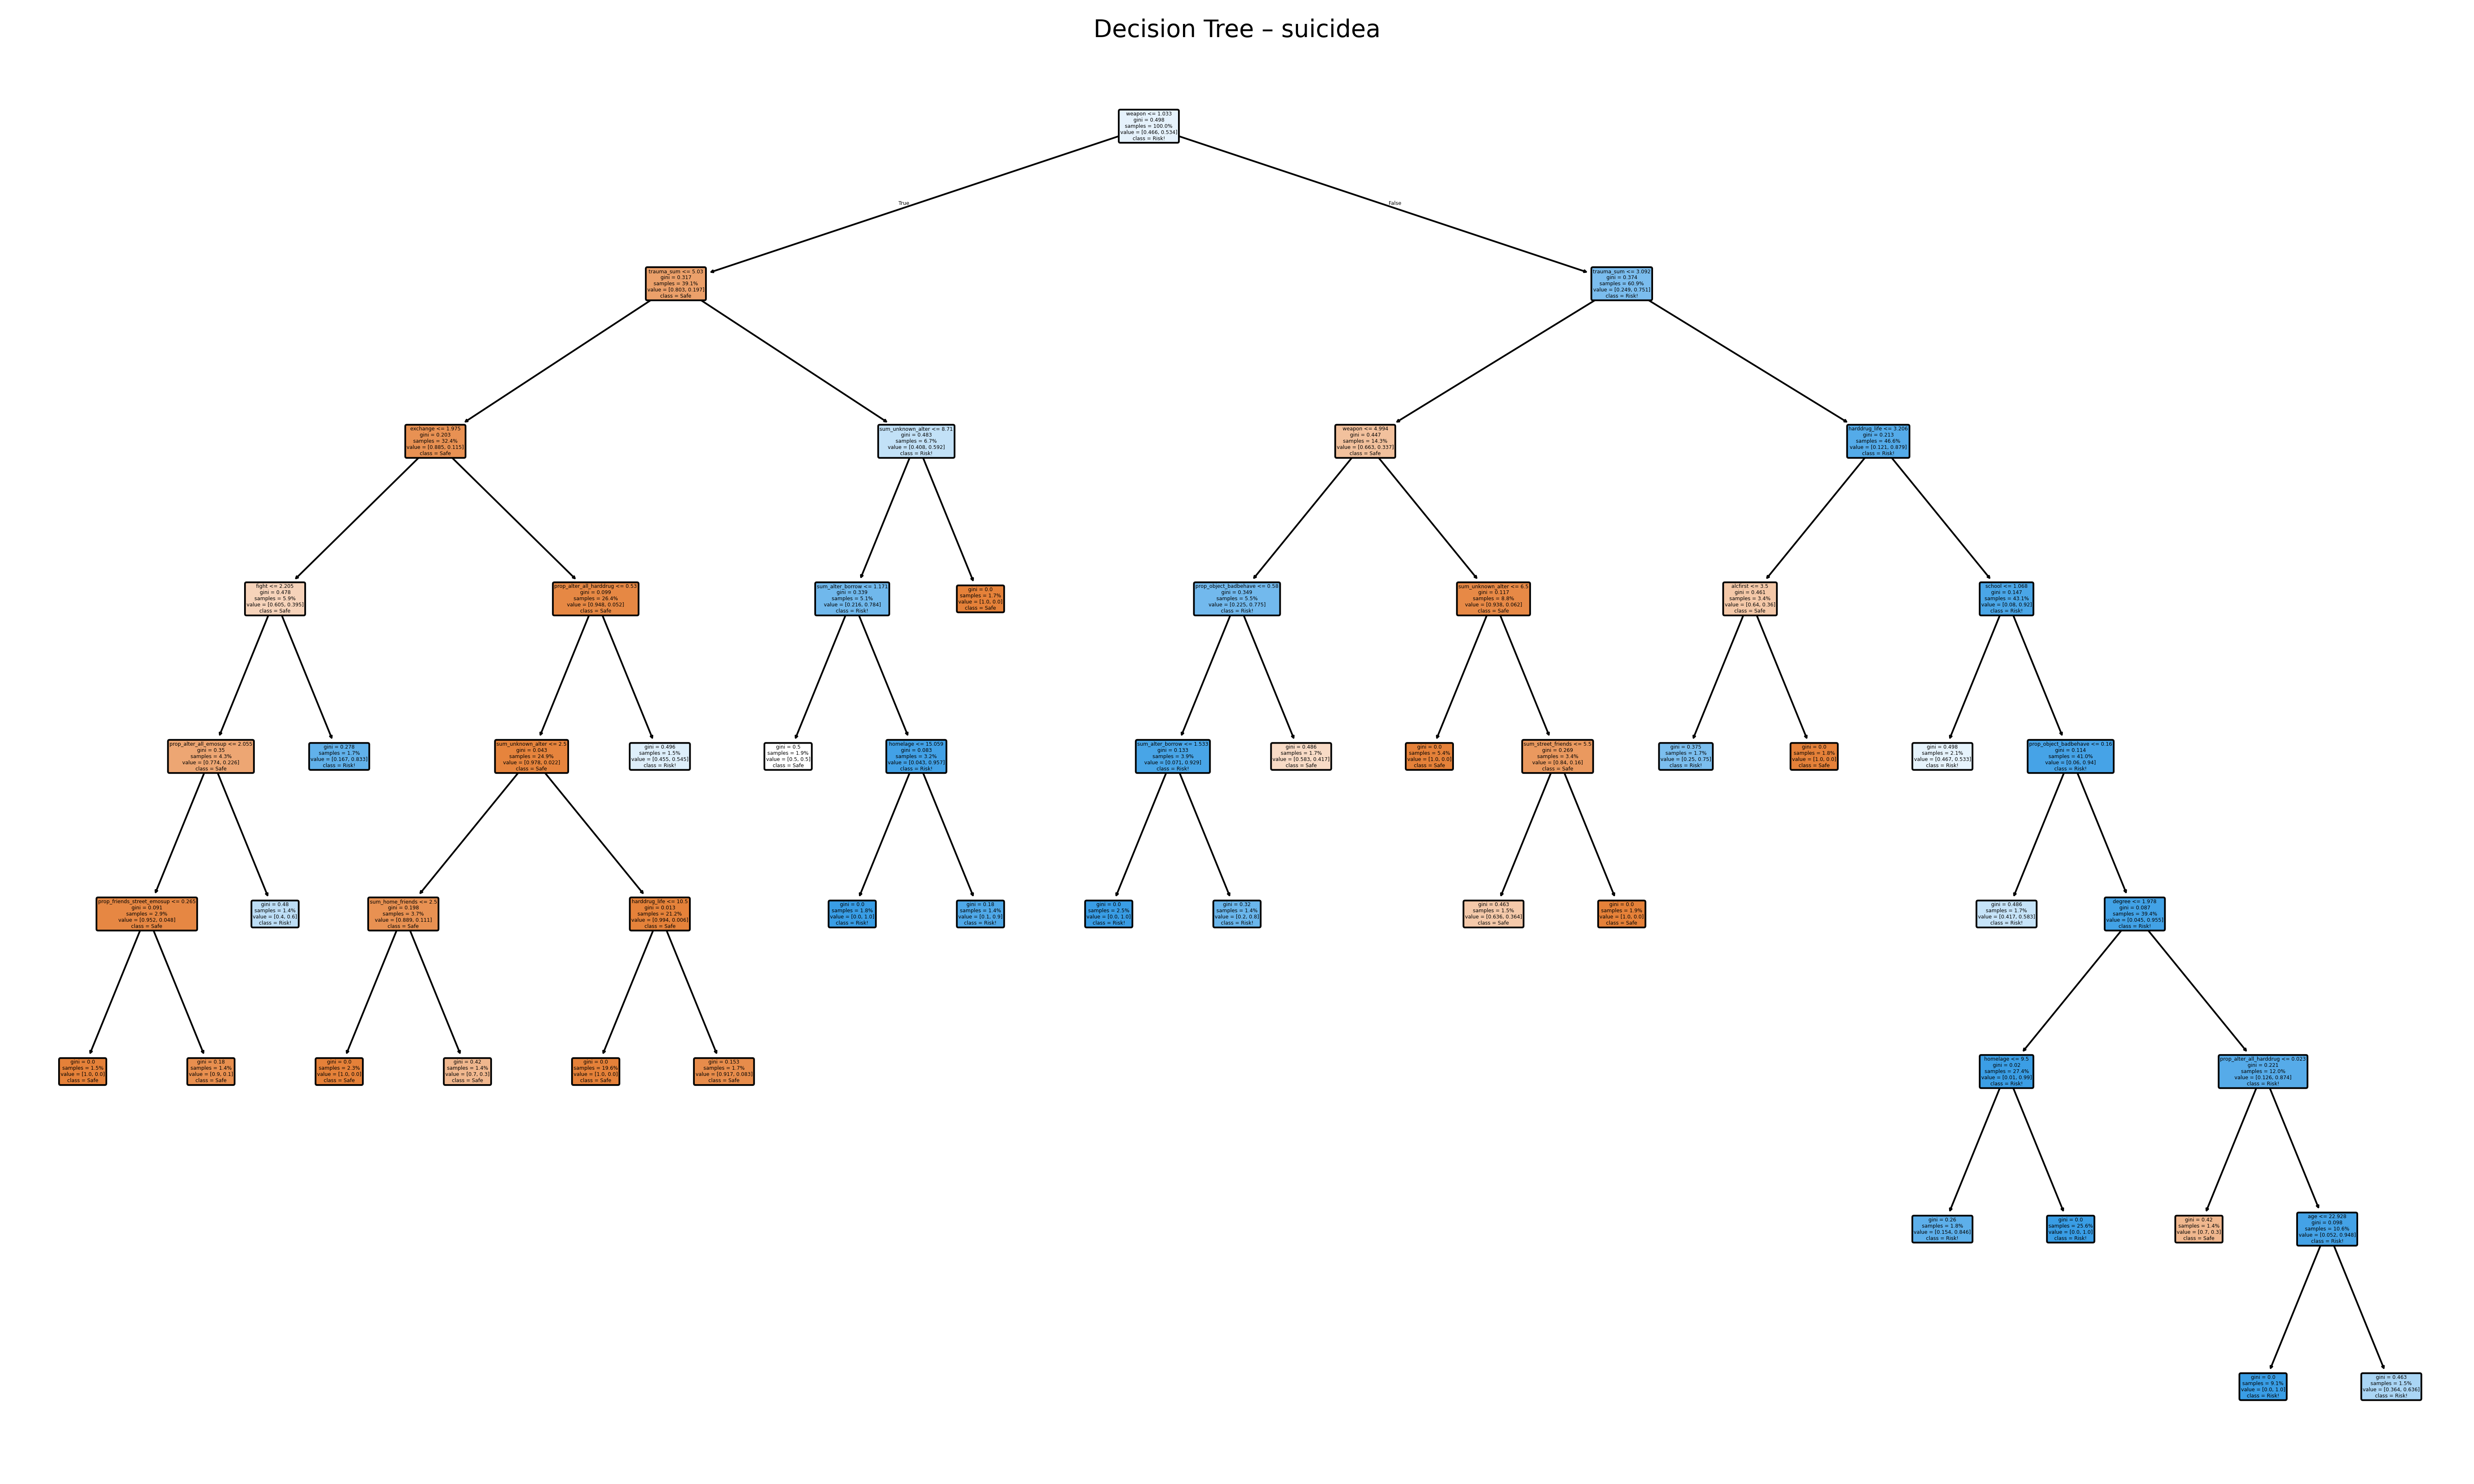 Decision Tree – suicidea
weapon <= 1.033
gini = 0.498
samples = 100.0%
value = [0.466, 0.534]
class = Risk!
True
False
trauma_sum <= 5.03
gini = 0.317
samples = 39.1%
value = [0.803, 0.197]
class = Safe
trauma_sum <= 3.092
gini = 0.374
samples = 60.9%
value = [0.249, 0.751]
class = Risk!
exchange <= 1.975
gini = 0.203
samples = 32.4%
value = [0.885, 0.115]
class = Safe
sum_unknown_alter <= 8.71
gini = 0.483
samples = 6.7%
value = [0.408, 0.592]
class = Risk!
weapon <= 4.994
gini = 0.447
samples = 14.3%
value = [0.663, 0.337]
class = Safe
harddrug_life <= 3.206
gini = 0.213
samples = 46.6%
value = [0.121, 0.879]
class = Risk!
fight <= 2.205
gini = 0.478
samples = 5.9%
value = [0.605, 0.395]
class = Safe
prop_alter_all_harddrug <= 0.53
gini = 0.099
samples = 26.4%
value = [0.948, 0.052]
class = Safe
sum_alter_borrow <= 1.171
gini = 0.339
samples = 5.1%
value = [0.216, 0.784]
class = Risk!
gini = 0.0
samples = 1.7%
value = [1.0, 0.0]
class = Safe
prop_object_badbehave <= 0.58
gini = 0.349
samples = 5.5%
value = [0.225, 0.775]
class = Risk!
sum_unknown_alter <= 6.5
gini = 0.117
samples = 8.8%
value = [0.938, 0.062]
class = Safe
alcfirst <= 3.5
gini = 0.461
samples = 3.4%
value = [0.64, 0.36]
class = Safe
school <= 1.068
gini = 0.147
samples = 43.1%
value = [0.08, 0.92]
class = Risk!
prop_alter_all_emosup <= 2.055
gini = 0.35
samples = 4.3%
value = [0.774, 0.226]
class = Safe
gini = 0.278
samples = 1.7%
value = [0.167, 0.833]
class = Risk!
sum_unknown_alter <= 2.5
gini = 0.043
samples = 24.9%
value = [0.978, 0.022]
class = Safe
gini = 0.496
samples = 1.5%
value = [0.455, 0.545]
class = Risk!
gini = 0.5
samples = 1.9%
value = [0.5, 0.5]
class = Safe
homelage <= 15.059
gini = 0.083
samples = 3.2%
value = [0.043, 0.957]
class = Risk!
sum_alter_borrow <= 1.533
gini = 0.133
samples = 3.9%
value = [0.071, 0.929]
class = Risk!
gini = 0.486
samples = 1.7%
value = [0.583, 0.417]
class = Safe
gini = 0.0
samples = 5.4%
value = [1.0, 0.0]
class = Safe
sum_street_friends <= 5.5
gini = 0.269
samples = 3.4%
value = [0.84, 0.16]
class = Safe
gini = 0.375
samples = 1.7%
value = [0.25, 0.75]
class = Risk!
gini = 0.0
samples = 1.8%
value = [1.0, 0.0]
class = Safe
gini = 0.498
samples = 2.1%
value = [0.467, 0.533]
class = Risk!
prop_object_badbehave <= 0.16
gini = 0.114
samples = 41.0%
value = [0.06, 0.94]
class = Risk!
prop_friends_street_emosup <= 0.265
gini = 0.091
samples = 2.9%
value = [0.952, 0.048]
class = Safe
gini = 0.48
samples = 1.4%
value = [0.4, 0.6]
class = Risk!
sum_home_friends <= 2.5
gini = 0.198
samples = 3.7%
value = [0.889, 0.111]
class = Safe
harddrug_life <= 10.5
gini = 0.013
samples = 21.2%
value = [0.994, 0.006]
class = Safe
gini = 0.0
samples = 1.8%
value = [0.0, 1.0]
class = Risk!
gini = 0.18
samples = 1.4%
value = [0.1, 0.9]
class = Risk!
gini = 0.0
samples = 2.5%
value = [0.0, 1.0]
class = Risk!
gini = 0.32
samples = 1.4%
value = [0.2, 0.8]
class = Risk!
gini = 0.463
samples = 1.5%
value = [0.636, 0.364]
class = Safe
gini = 0.0
samples = 1.9%
value = [1.0, 0.0]
class = Safe
gini = 0.486
samples = 1.7%
value = [0.417, 0.583]
class = Risk!
degree <= 1.979
gini = 0.087
samples = 39.4%
value = [0.045, 0.955]
class = Risk!
gini = 0.0
samples = 1.5%
value = [1.0, 0.0]
class = Safe
gini = 0.18
samples = 1.4%
value = [0.9, 0.1]
class = Safe
gini = 0.0
samples = 2.3%
value = [1.0, 0.0]
class = Safe
gini = 0.42
samples = 1.4%
value = [0.7, 0.3]
class = Safe
gini = 0.0
samples = 19.6%
value = [1.0, 0.0]
class = Safe
gini = 0.153
samples = 1.7%
value = [0.917, 0.083]
class = Safe
homelage <= 9.5
gini = 0.02
samples = 27.4%
value = [0.01, 0.99]
class = Risk!
prop_alter_all_harddrug <= 0.023
gini = 0.221
samples = 12.0%
value = [0.126, 0.874]
class = Risk!
gini = 0.26
samples = 1.8%
value = [0.154, 0.846]
class = Risk!
gini = 0.0
samples = 25.6%
value = [0.0, 1.0]
class = Risk!
gini = 0.42
samples = 1.4%
value = [0.7, 0.3]
class = Safe
age <= 22.928
gini = 0.098
samples = 10.6%
value = [0.052, 0.948]
class = Risk!
gini = 0.0
samples = 9.1%
value = [0.0, 1.0]
class = Risk!
gini = 0.463
samples = 1.5%
value = [0.364, 0.636]
class = Risk!